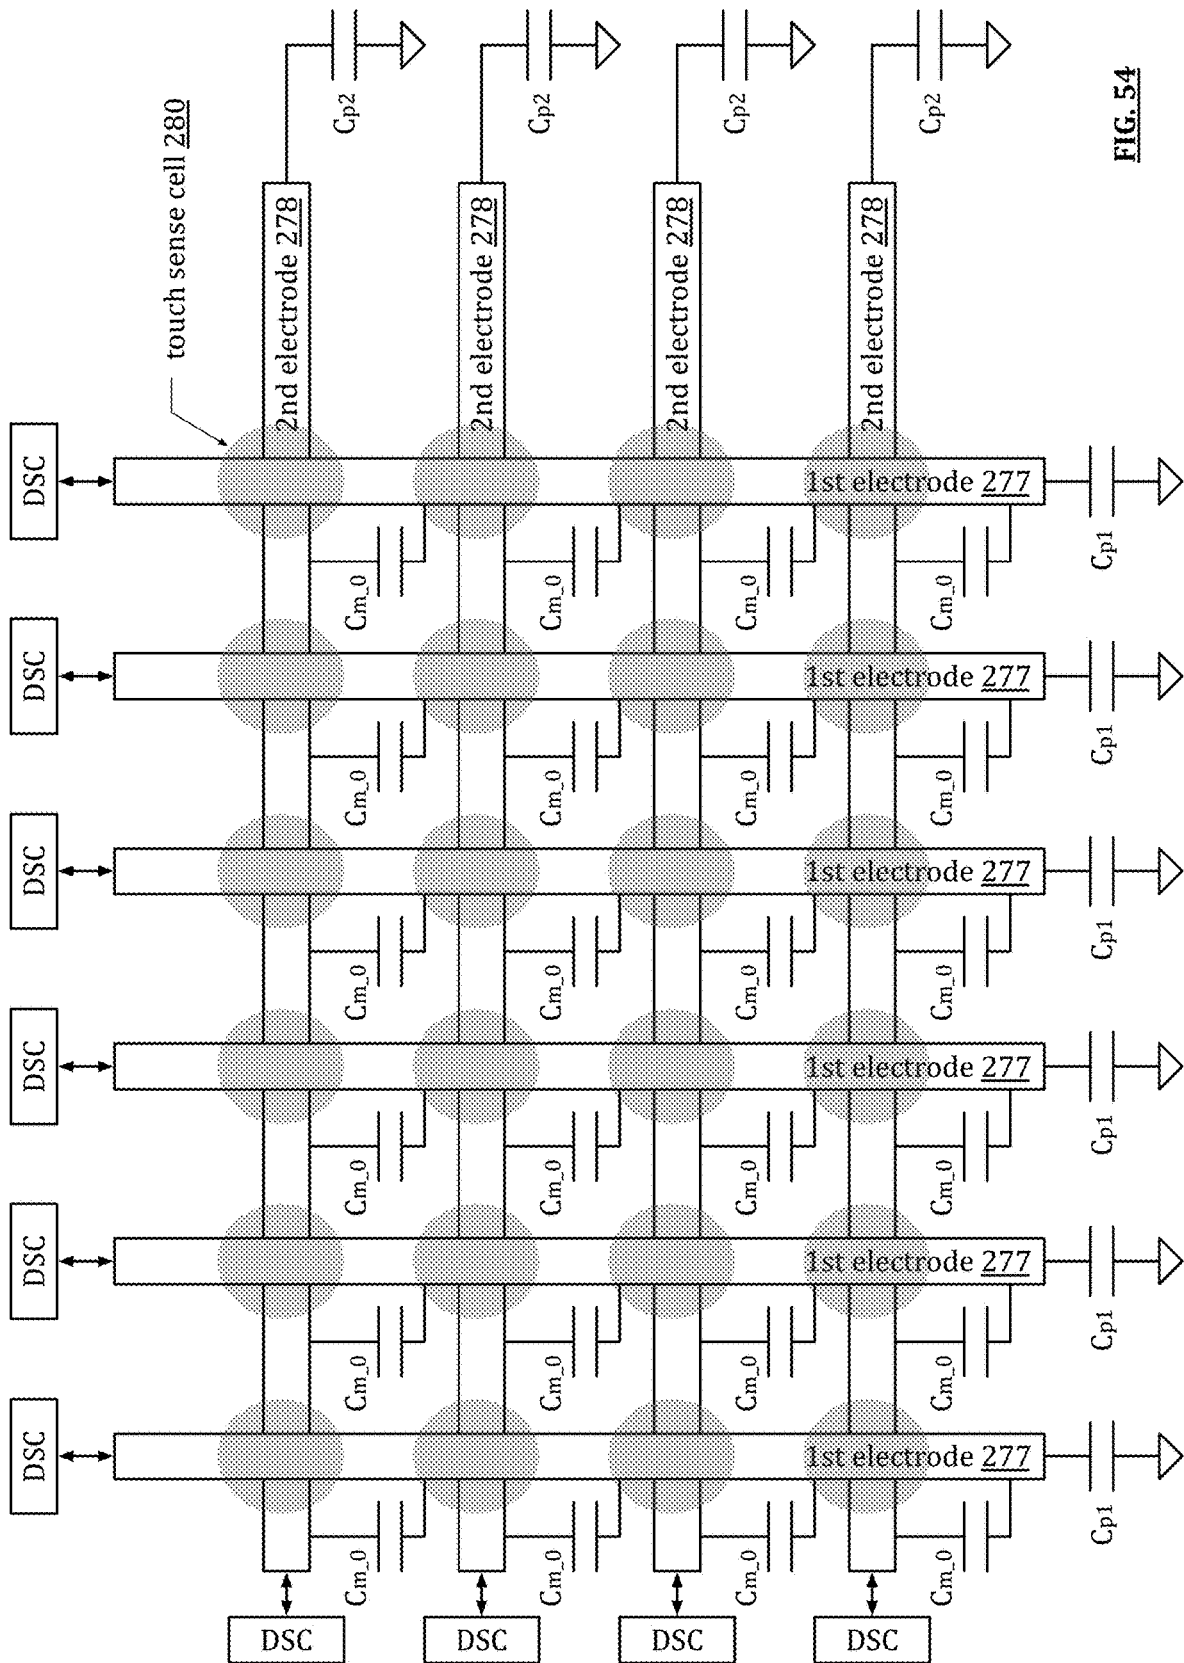 Cp2
Cp2
Cp2
Cp2
FIG. 54
touch sense cell 280
2nd electrode 278
2nd electrode 278
2nd electrode 278
2nd electrode 278
DSC
1st electrode 277
Cp1
Cm_0
Cm_0
Cm_0
Cm_0
DSC
1st electrode 277
Cp1
Cm_0
Cm_0
Cm_0
Cm_0
DSC
1st electrode 277
Cp1
Cm_0
Cm_0
Cm_0
Cm_0
DSC
1st electrode 277
Cp1
Cm_0
Cm_0
Cm_0
Cm_0
DSC
1st electrode 277
Cp1
Cm_0
Cm_0
Cm_0
Cm_0
DSC
1st electrode 277
Cp1
Cm_0
Cm_0
Cm_0
Cm_0
DSC
DSC
DSC
DSC